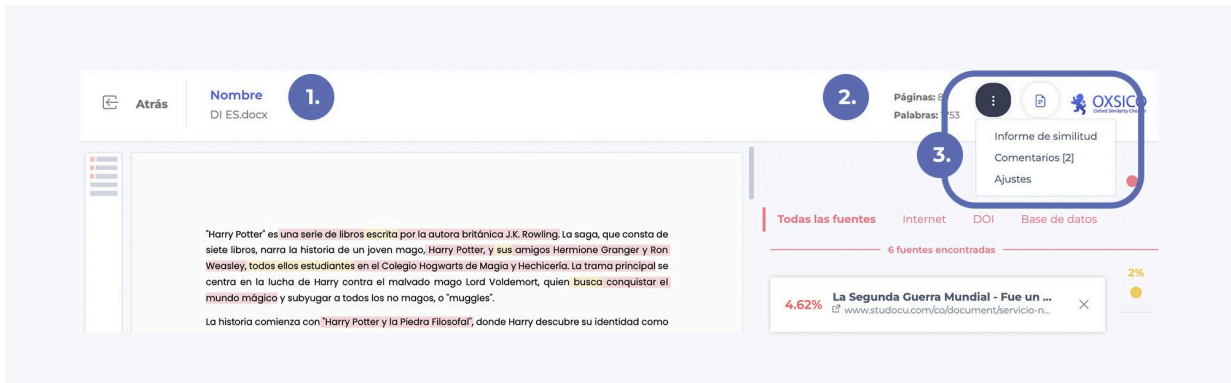 Atrás
Nombre
DI ES.docx
1.
2.
Páginas: 8
Palabras: 1753
OXSICO
Oxford Similarity Checker
3.
Informe de similitud
Comentarios [2]
Ajustes
Todas las fuentes Internet DOI Base de datos
6 fuentes encontradas
2%
4.62% La Segunda Guerra Mundial - Fue un ...
www.studocu.com/co/document/servicio-n...
"Harry Potter" es una serie de libros escrita por la autora británica J.K. Rowling. La saga, que consta de
siete libros, narra la historia de un joven mago, Harry Potter, y sus amigos Hermione Granger y Ron
Weasley, todos ellos estudiantes en el Colegio Hogwarts de Magia y Hechicería. La trama principal se
centra en la lucha de Harry contra el malvado mago Lord Voldemort, quien busca conquistar el
mundo mágico y subyugar a todos los no magos, o "muggles".
La historia comienza con "Harry Potter y la Piedra Filosofal", donde Harry descubre su identidad como